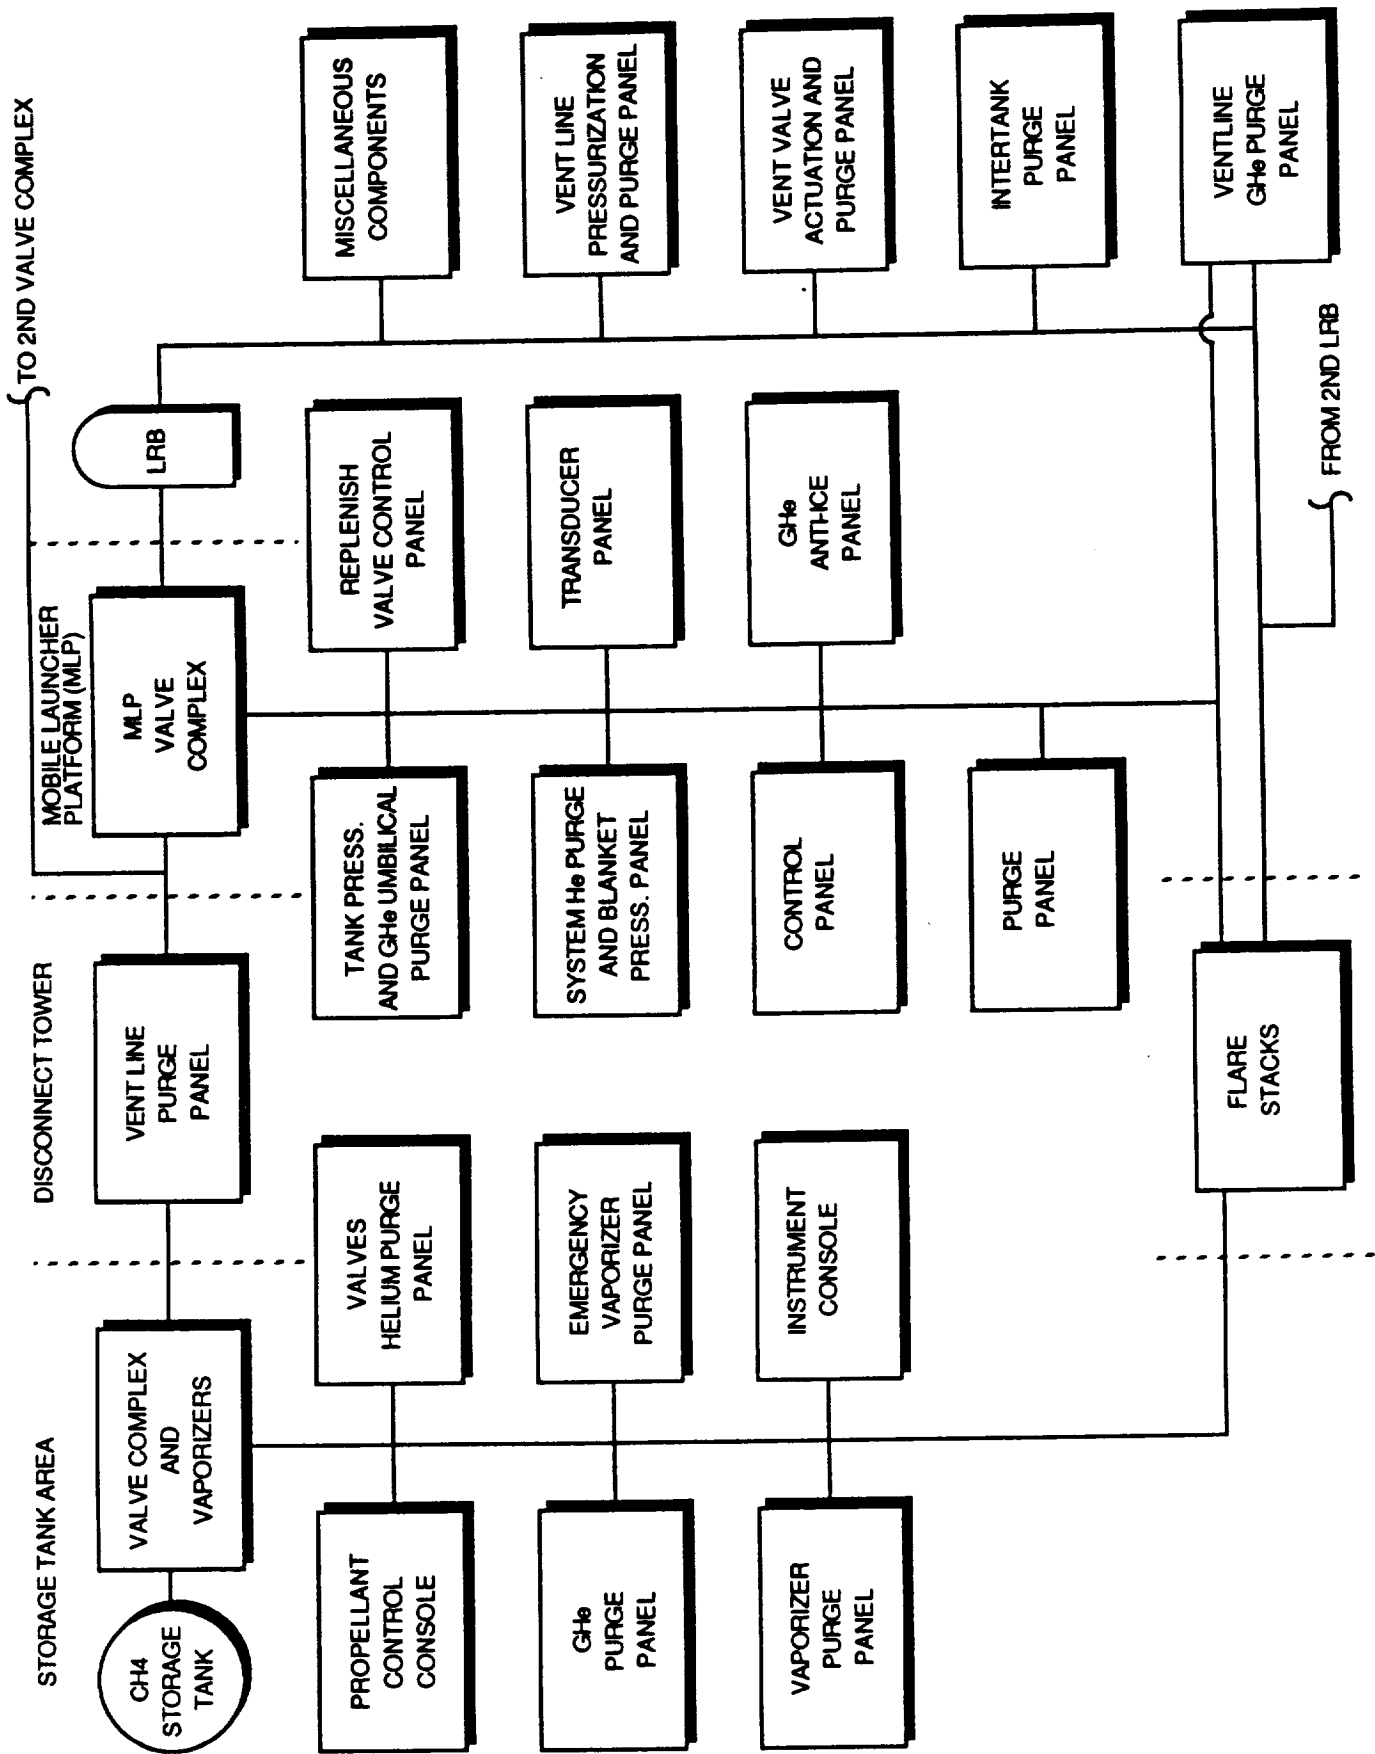 STORAGE TANK AREA
DISCONNECT TOWER
MOBILE LAUNCHER
PLATFORM (MLP)
TO 2ND VALVE COMPLEX
CH4
STORAGE
TANK
VALVE COMPLEX
AND
VAPORIZERS
VENT LINE
PURGE
PANEL
MLP
VALVE
COMPLEX
LRB
PROPELLANT
CONTROL
CONSOLE
VALVES
HELIUM PURGE
PANEL
TANK PRESS.
AND GHe UMBILICAL
PURGE PANEL
REPLENISH
VALVE CONTROL
PANEL
MISCELLANEOUS
COMPONENTS
GHe
PURGE
PANEL
EMERGENCY
VAPORIZER
PURGE PANEL
SYSTEM He PURGE
AND BLANKET
PRESS. PANEL
TRANSDUCER
PANEL
VENT LINE
PRESSURIZATION
AND PURGE PANEL
VAPORIZER
PURGE
PANEL
INSTRUMENT
CONSOLE
CONTROL
PANEL
GHe
ANTI-ICE
PANEL
VENT VALVE
ACTUATION AND
PURGE PANEL
PURGE
PANEL
INTERTANK
PURGE
PANEL
FLARE
STACKS
VENTLINE
GHe PURGE
PANEL
FROM 2ND LRB